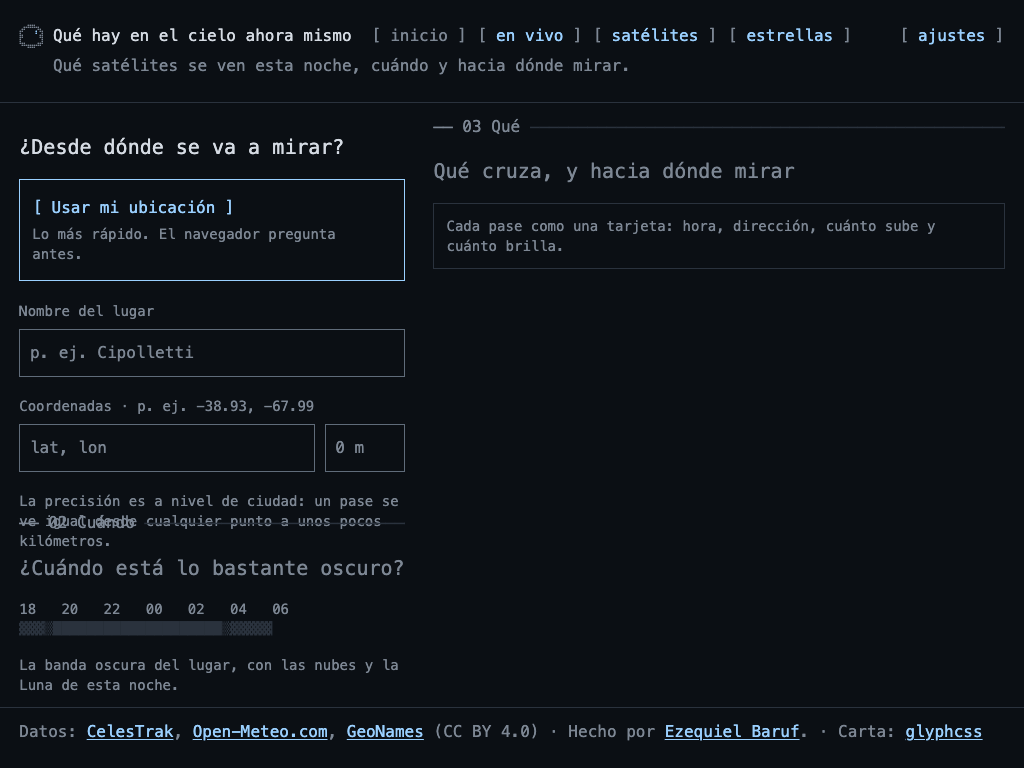 Qué hay en el cielo ahora mismo [ inicio ] [ en vivo ] [ satélites ] [ estrellas ] [ ajustes ]
Qué satélites se ven esta noche, cuándo y hacia dónde mirar.
¿Desde dónde se va a mirar?
[ Usar mi ubicación ]
Lo más rápido. El navegador pregunta
antes.
Nombre del lugar
p. ej. Cipolletti
Coordenadas · p. ej. −38.93, −67.99
lat, lon 0 m
La precisión es a nivel de ciudad: un pase se
ve igual desde cualquier punto a unos pocos
kilómetros.
02 Cuándo
¿Cuándo está lo bastante oscuro?
18 20 22 00 02 04 06
La banda oscura del lugar, con las nubes y la
Luna de esta noche.
03 Qué
Qué cruza, y hacia dónde mirar
Cada pase como una tarjeta: hora, dirección, cuánto sube y
cuánto brilla.
Datos: CelesTrak, Open-Meteo.com, GeoNames (CC BY 4.0) · Hecho por Ezequiel Baruf. · Carta: glyphcss